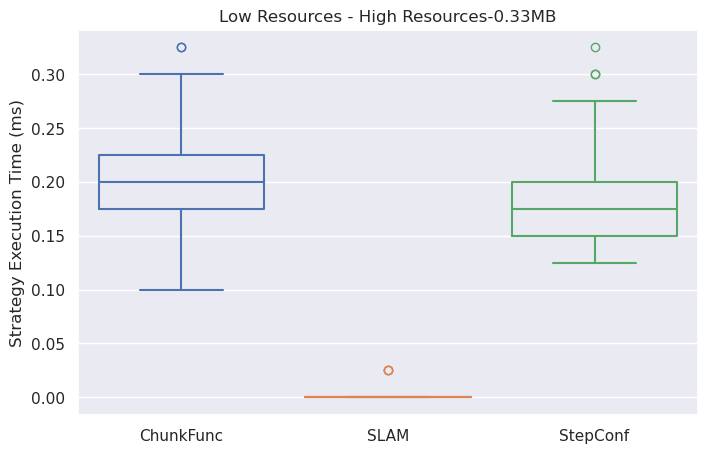 Low Resources - High Resources-0.33MB
Strategy Execution Time (ms)
0.30
0.25
0.20
0.15
0.10
0.05
0.00
ChunkFunc
SLAM
StepConf